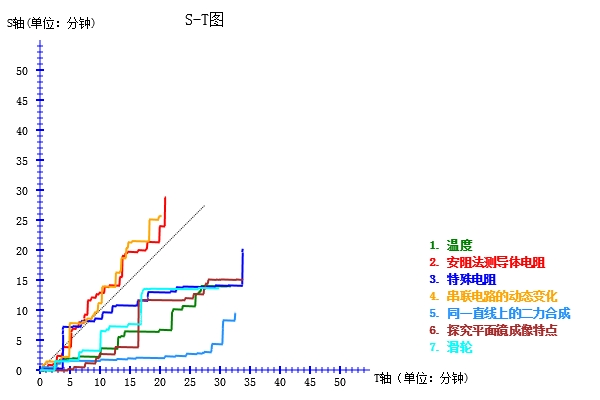 S-T图
S轴(单位：分钟)
50
45
40
35
30
25
20
15
10
5
0
0 5 10 15 20 25 30 35 40 45 50
T轴（单位：分钟)
1. 温度
2. 安阻法测导体电阻
3. 特殊电阻
4. 串联电路的动态变化
5. 同一直线上的二力合成
6. 探究平面镜成像特点
7. 滑轮